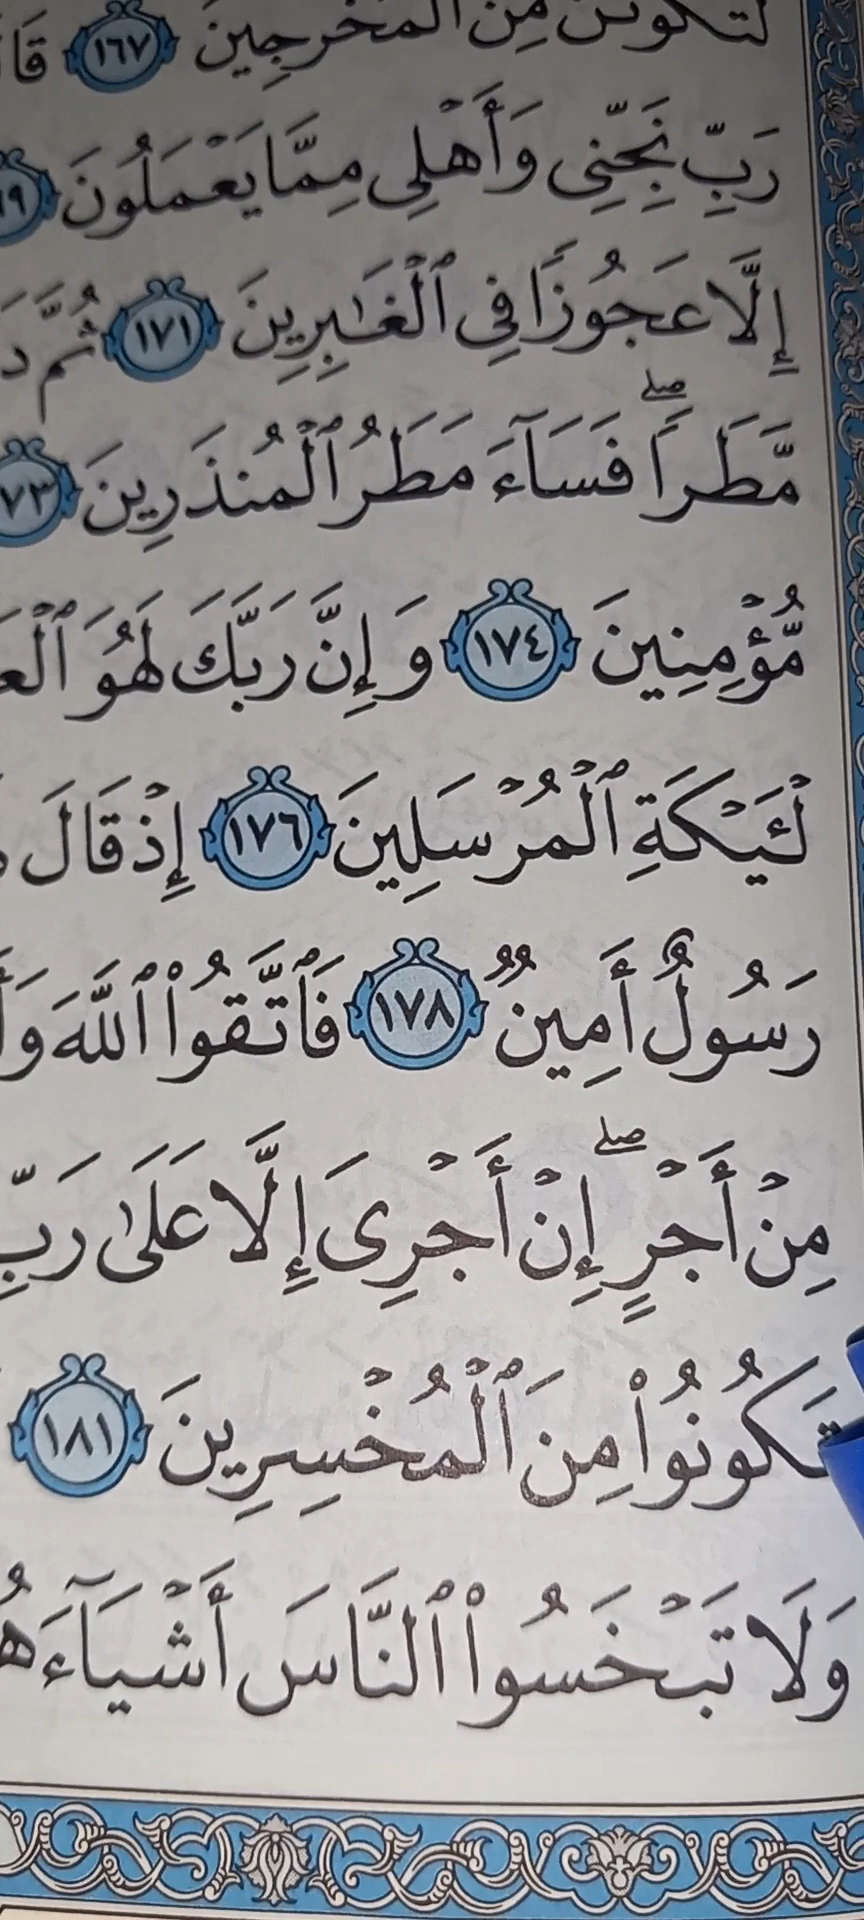 لَتَكُونَنَّ مِنَ ٱلْمُخْرَجِينَ ١٦٧
رَبِّ نَجِّنِى وَأَهْلِى مِمَّا يَعْمَلُونَ
إِلَّا عَجُوزًا فِى ٱلْغَٰبِرِينَ ١٧١ ثُمَّ
مَّطَرًا ۖ فَسَآءَ مَطَرُ ٱلْمُنذَرِينَ
مُّؤْمِنِينَ ١٧٤ وَإِنَّ رَبَّكَ لَهُوَ
لْـَٔيْكَةِ ٱلْمُرْسَلِينَ ١٧٦ إِذْ قَالَ
رَسُولٌ أَمِينٌ ١٧٨ فَٱتَّقُوا۟ ٱللَّهَ
مِنْ أَجْرٍ ۖ إِنْ أَجْرِىَ إِلَّا عَلَىٰ رَبِّ
تَكُونُوا۟ مِنَ ٱلْمُخْسِرِينَ ١٨١
وَلَا تَبْخَسُوا۟ ٱلنَّاسَ